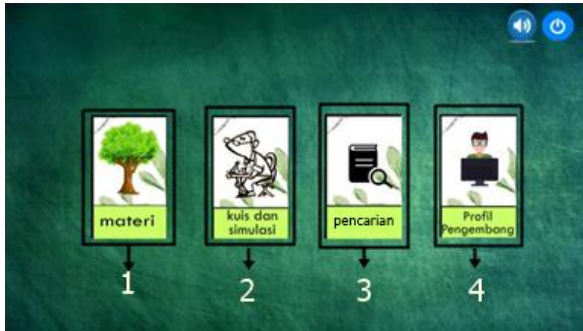 materi
kuis dan
simulasi
pencarian
Profil
Pengembang
1
2
3
4